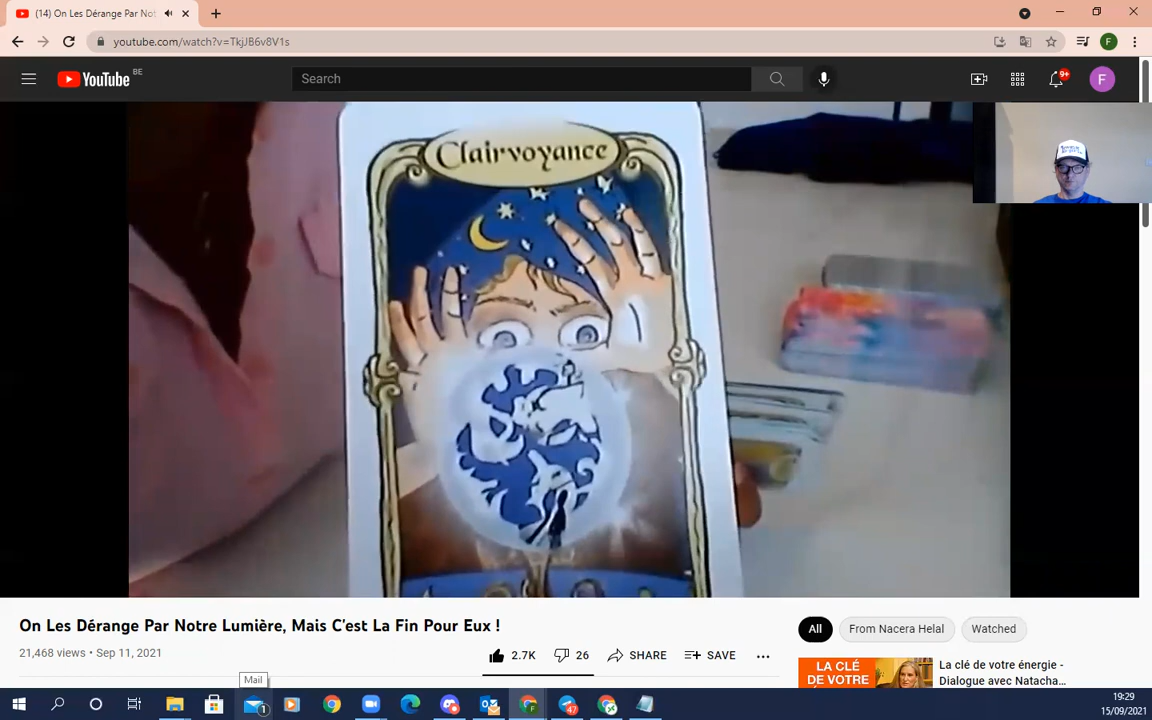 (14) On Les Dérange Par Not
youtube.com/watch?v=TkjJB6v8V1s
F
YouTube BE
Search
9+
F
Clairvoyance
On Les Dérange Par Notre Lumière, Mais C'est La Fin Pour Eux !
21,468 views • Sep 11, 2021
2.7K
26
SHARE
SAVE
All
From Nacera Helal
Watched
LA CLÉ
DE VOTRE
La clé de votre énergie -
Dialogue avec Natacha...
Mail
1
47
19:29
15/09/2021